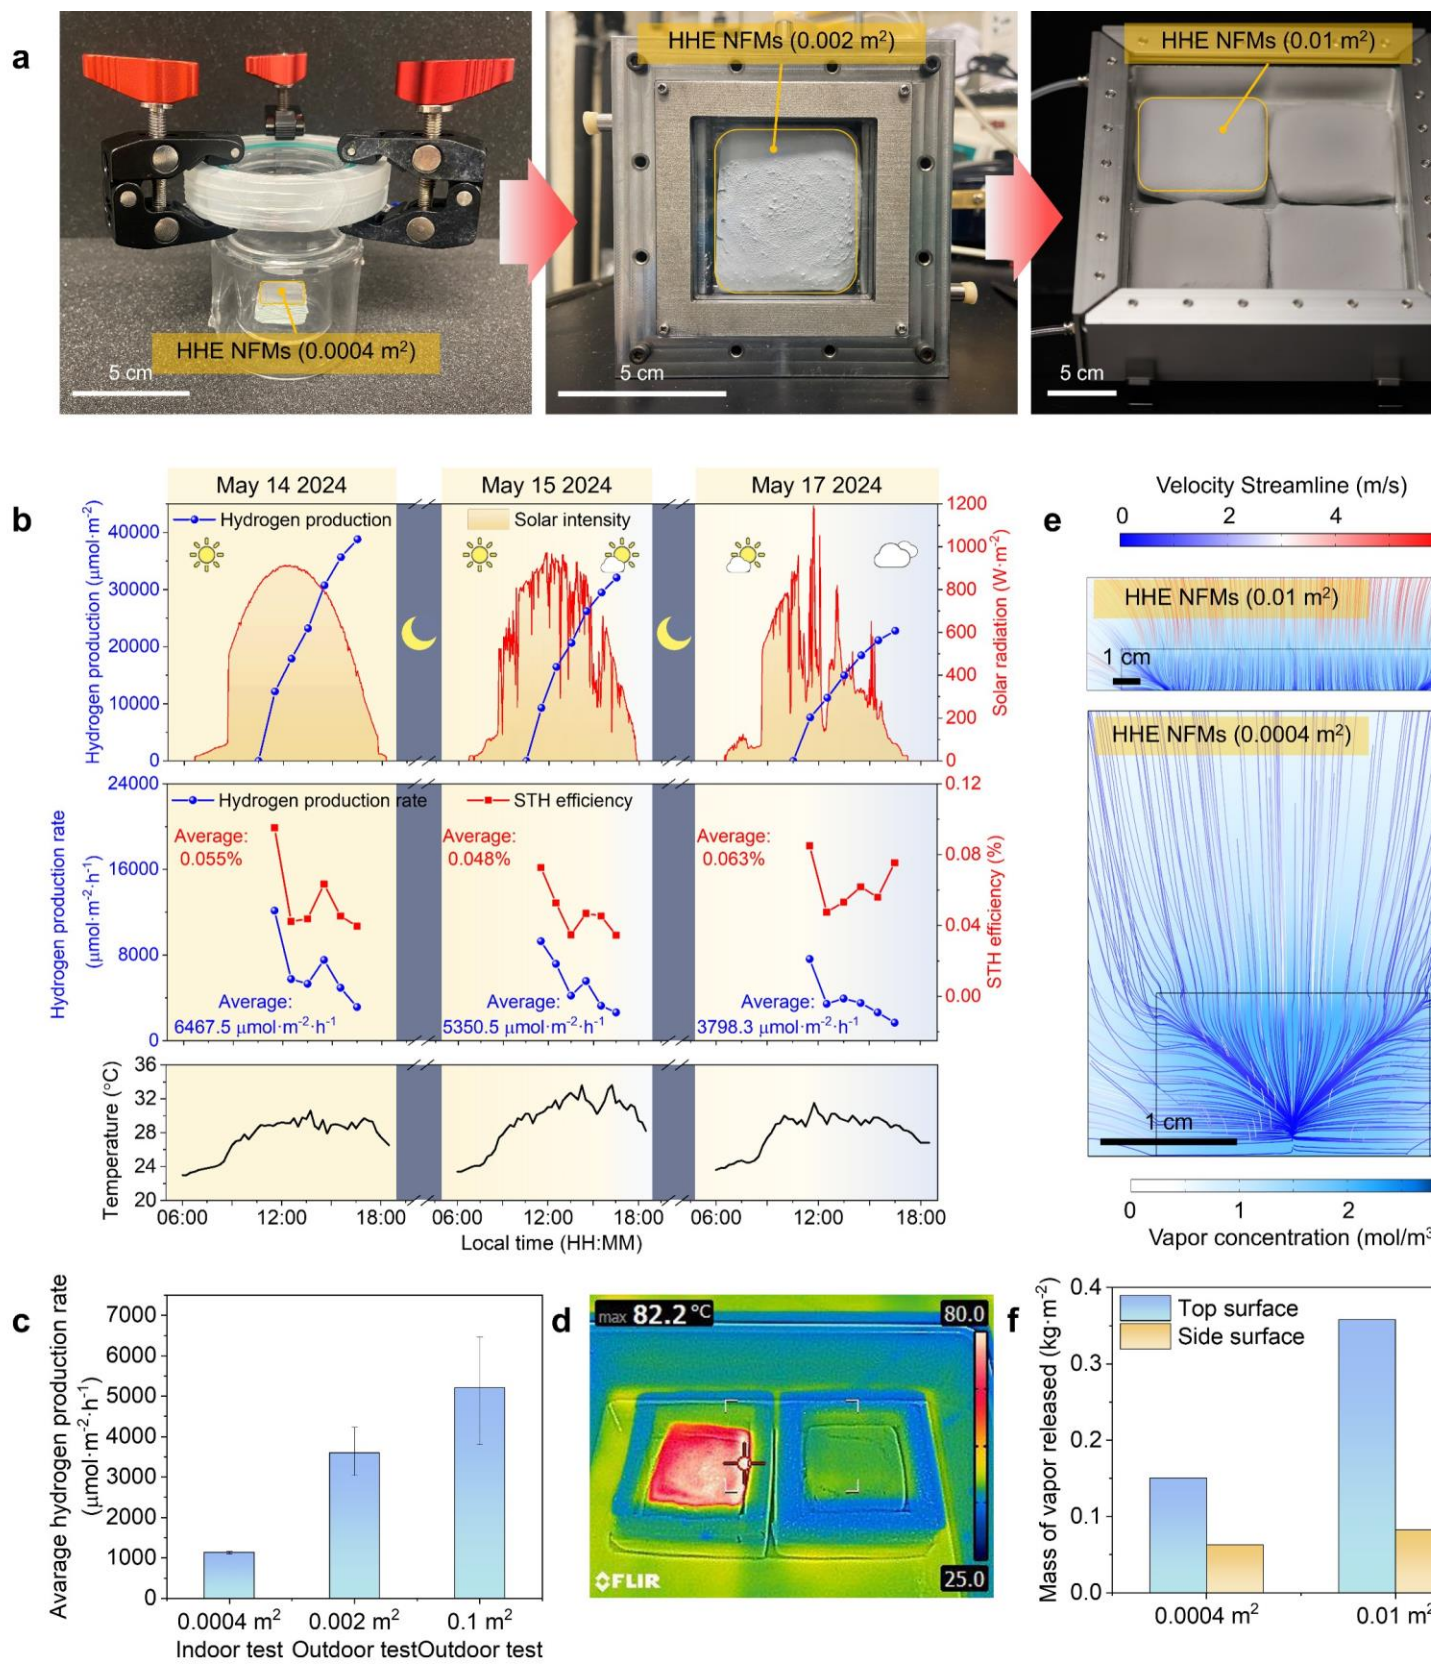 a
HHE NFMs (0.0004 m²)
5 cm
HHE NFMs (0.002 m²)
5 cm
HHE NFMs (0.01 m²)
5 cm
b
May 14 2024
May 15 2024
May 17 2024
Hydrogen production
Solar intensity
Hydrogen production (μmol·m⁻²)
40000
30000
20000
10000
0
Solar radiation (W·m⁻²)
1200
1000
800
600
400
200
0
Hydrogen production rate
STH efficiency
Hydrogen production rate
(μmol·m⁻²·h⁻¹)
24000
16000
8000
0
Average:
0.055%
Average:
0.048%
Average:
0.063%
Average:
6467.5 μmol·m⁻²·h⁻¹
Average:
5350.5 μmol·m⁻²·h⁻¹
Average:
3798.3 μmol·m⁻²·h⁻¹
STH efficiency (%)
0.12
0.08
0.04
0.00
Temperature (°C)
36
32
28
24
20
06:00 12:00 18:00 06:00 12:00 18:00 06:00 12:00 18:00
Local time (HH:MM)
e
Velocity Streamline (m/s)
0 2 4
HHE NFMs (0.01 m²)
1 cm
HHE NFMs (0.0004 m²)
1 cm
0 1 2
Vapor concentration (mol/m³
c
Avarage hydrogen production rate
(μmol·m⁻²·h⁻¹)
7000
6000
5000
4000
3000
2000
1000
0
0.0004 m² 0.002 m² 0.1 m²
Indoor test Outdoor test Outdoor test
d
max 82.2 °C
80.0
25.0
FLIR
f
Mass of vapor released (kg·m⁻²)
0.4
0.3
0.2
0.1
0.0
Top surface
Side surface
0.0004 m² 0.01 m²